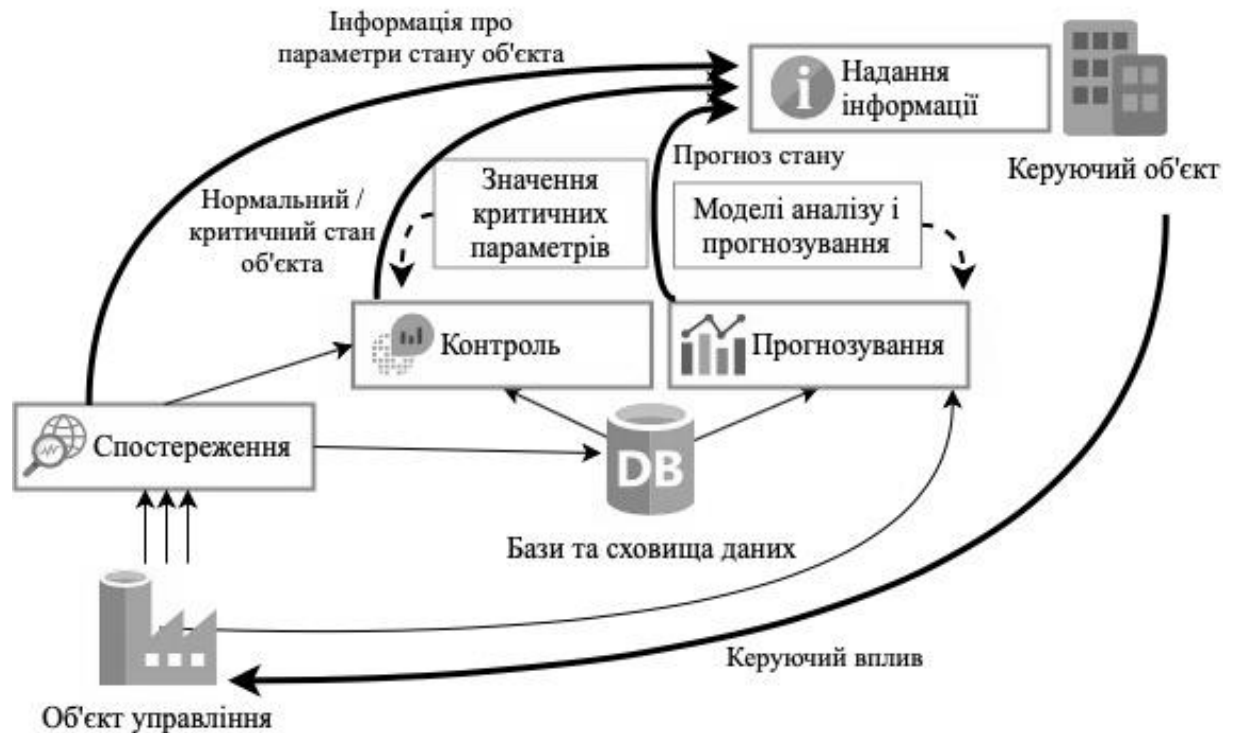 Інформація про
параметри стану об'єкта
Надання
інформації
Керуючий об'єкт
Прогноз стану
Значення
критичних
параметрів
Моделі аналізу і
прогнозування
Нормальний /
критичний стан
об'єкта
Контроль
Прогнозування
Спостереження
DB
Бази та сховища даних
Керуючий вплив
Об'єкт управління